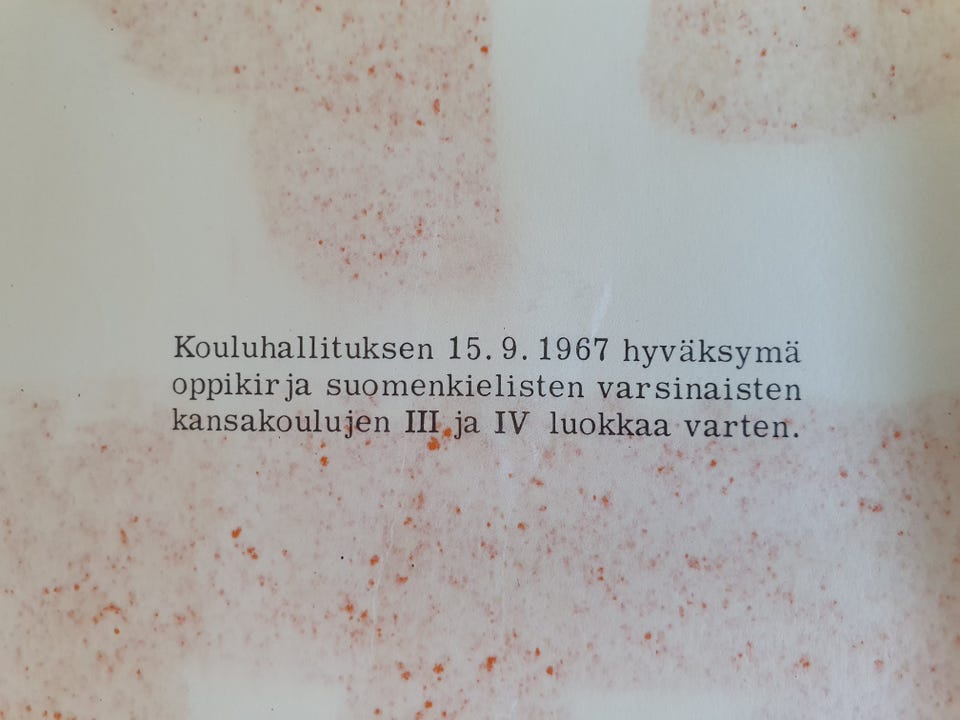 Kouluhallituksen 15.9.1967 hyväksymä
oppikirja suomenkielisten varsinaisten
kansakoulujen III ja IV luokkaa varten.